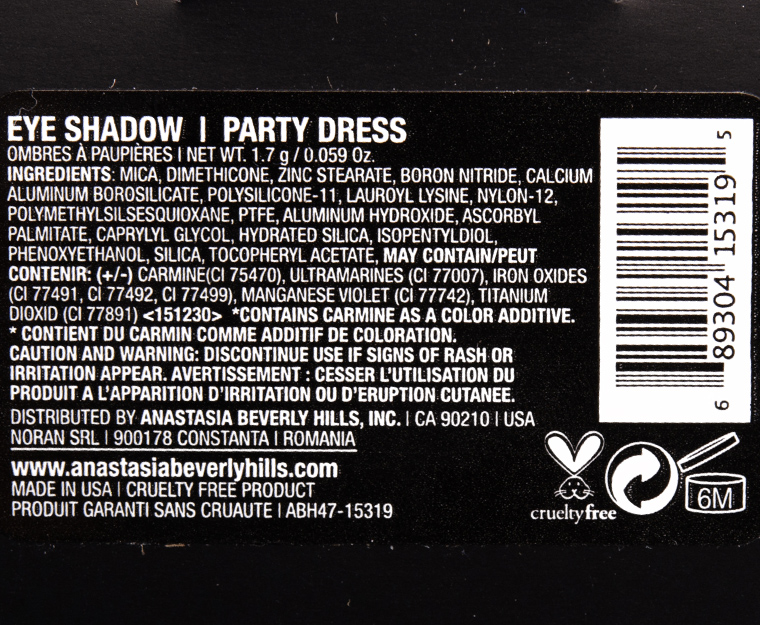 EYE SHADOW | PARTY DRESS
OMBRES À PAUPIÈRES | NET WT. 1.7 g / 0.059 Oz.
INGREDIENTS: MICA, DIMETHICONE, ZINC STEARATE, BORON NITRIDE, CALCIUM
ALUMINUM BOROSILICATE, POLYSILICONE-11, LAUROYL LYSINE, NYLON-12,
POLYMETHYLSILSESQUIOXANE, PTFE, ALUMINUM HYDROXIDE, ASCORBYL
PALMITATE, CAPRYLYL GLYCOL, HYDRATED SILICA, ISOPENTYLDIOL,
PHENOXYETHANOL, SILICA, TOCOPHERYL ACETATE, MAY CONTAIN/PEUT
CONTENIR: (+/-) CARMINE(CI 75470), ULTRAMARINES (CI 77007), IRON OXIDES
(CI 77491, CI 77492, CI 77499), MANGANESE VIOLET (CI 77742), TITANIUM
DIOXID (CI 77891) <151230> *CONTAINS CARMINE AS A COLOR ADDITIVE.
* CONTIENT DU CARMIN COMME ADDITIF DE COLORATION.
CAUTION AND WARNING: DISCONTINUE USE IF SIGNS OF RASH OR
IRRITATION APPEAR. AVERTISSEMENT : CESSER L'UTILISATION DU
PRODUIT A L'APPARITION D'IRRITATION OU D'ERUPTION CUTANEE.
DISTRIBUTED BY ANASTASIA BEVERLY HILLS, INC. | CA 90210 | USA
NORAN SRL | 900178 CONSTANTA | ROMANIA
www.anastasiabeverlyhills.com
MADE IN USA | CRUELTY FREE PRODUCT
PRODUIT GARANTI SANS CRUAUTE | ABH47-15319
6 89304 15319 5
crueltyfree
6M